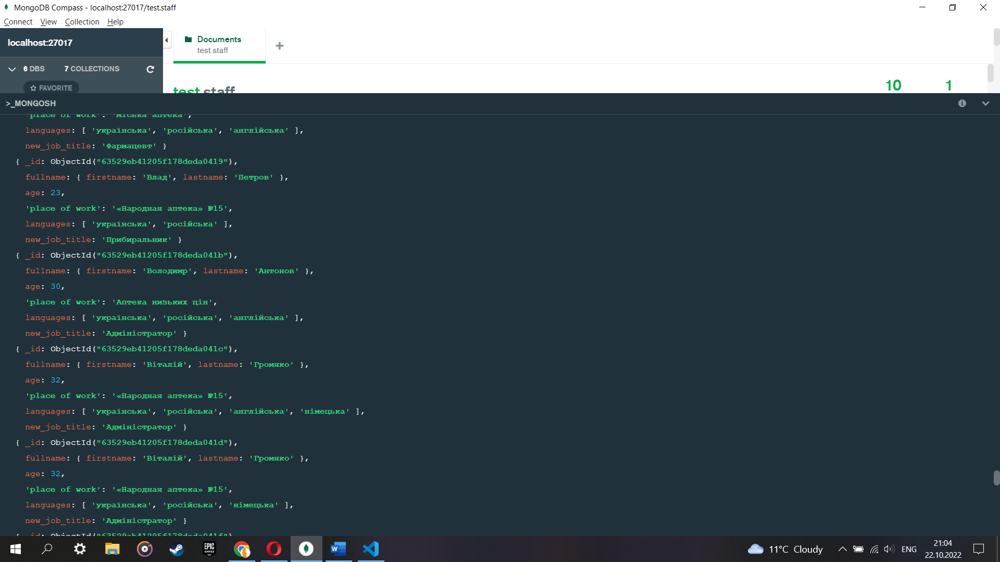 MongoDB Compass - localhost:27017/test.staff
Connect View Collection Help
localhost:27017
Documents
test.staff
6 DBS 7 COLLECTIONS
FAVORITE
test.staff
10 1
>_MONGOSH
'place of work': 'Міська аптека',
languages: [ 'українська', 'російська', 'англійська' ],
new_job_title: 'Фармацевт' }
{ _id: ObjectId("63529eb41205f178deda0419"),
fullname: { firstname: 'Влад', lastname: 'Петров' },
age: 23,
'place of work': '«Народная аптека» №15',
languages: [ 'українська', 'російська' ],
new_job_title: 'Прибиральник' }
{ _id: ObjectId("63529eb41205f178deda041b"),
fullname: { firstname: 'Володимр', lastname: 'Антонов' },
age: 30,
'place of work': 'Аптека низьких цін',
languages: [ 'українська', 'російська', 'англійська' ],
new_job_title: 'Адміністратор' }
{ _id: ObjectId("63529eb41205f178deda041c"),
fullname: { firstname: 'Віталій', lastname: 'Громяко' },
age: 32,
'place of work': '«Народная аптека» №15',
languages: [ 'українська', 'російська', 'англійська', 'німецька' ],
new_job_title: 'Адміністратор' }
{ _id: ObjectId("63529eb41205f178deda041d"),
fullname: { firstname: 'Віталій', lastname: 'Громяко' },
age: 32,
'place of work': '«Народная аптека» №15',
languages: [ 'українська', 'російська', 'німецька' ],
new_job_title: 'Адміністратор' }
{ _id: ObjectId("63529eb41205f178deda041f"),
EPIC GAMES
11°C Cloudy
ENG
21:04
22.10.2022